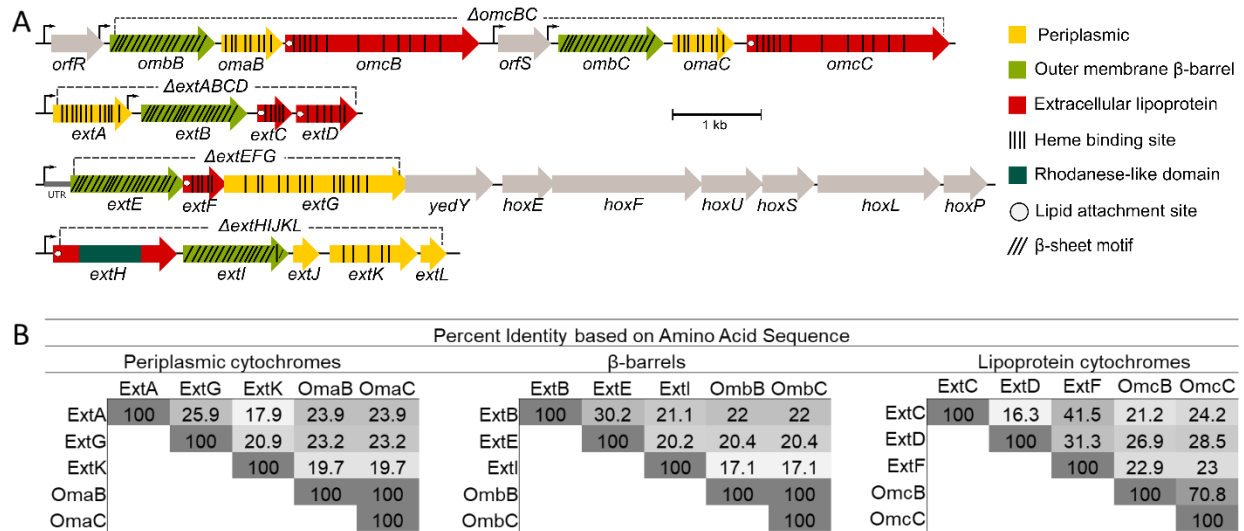 A
ΔomcBC
orfR ombB omaB omcB orfS ombC omaC omcC
ΔextABCD
extA extB extC extD
1 kb
ΔextEFG
UTR
extE extF extG yedY hoxE hoxF hoxU hoxS hoxL hoxP
ΔextHIJKL
extH extI extJ extK extL
Periplasmic
Outer membrane β-barrel
Extracellular lipoprotein
Heme binding site
Rhodanese-like domain
Lipid attachment site
β-sheet motif
B
Percent Identity based on Amino Acid Sequence
Periplasmic cytochromes
ExtA ExtG ExtK OmaB OmaC
ExtA 100 25.9 17.9 23.9 23.9
ExtG 100 20.9 23.2 23.2
ExtK 100 19.7 19.7
OmaB 100 100
OmaC 100
β-barrels
ExtB ExtE ExtI OmbB OmbC
ExtB 100 30.2 21.1 22 22
ExtE 100 20.2 20.4 20.4
ExtI 100 17.1 17.1
OmbB 100 100
OmbC 100
Lipoprotein cytochromes
ExtC ExtD ExtF OmcB OmcC
ExtC 100 16.3 41.5 21.2 24.2
ExtD 100 31.3 26.9 28.5
ExtF 100 22.9 23
OmcB 100 70.8
OmcC 100